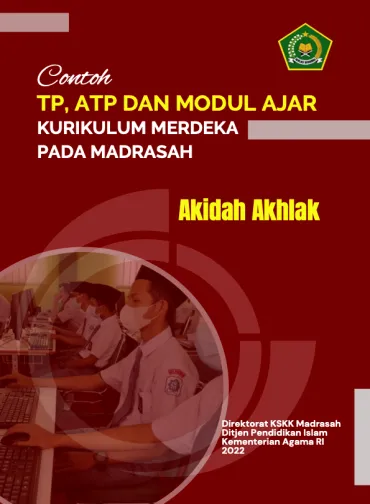 Contoh
TP, ATP DAN MODUL AJAR
KURIKULUM MERDEKA
PADA MADRASAH
Akidah Akhlak
Direktorat KSKK Madrasah
Ditjen Pendidikan Islam
Kementerian Agama RI
2022